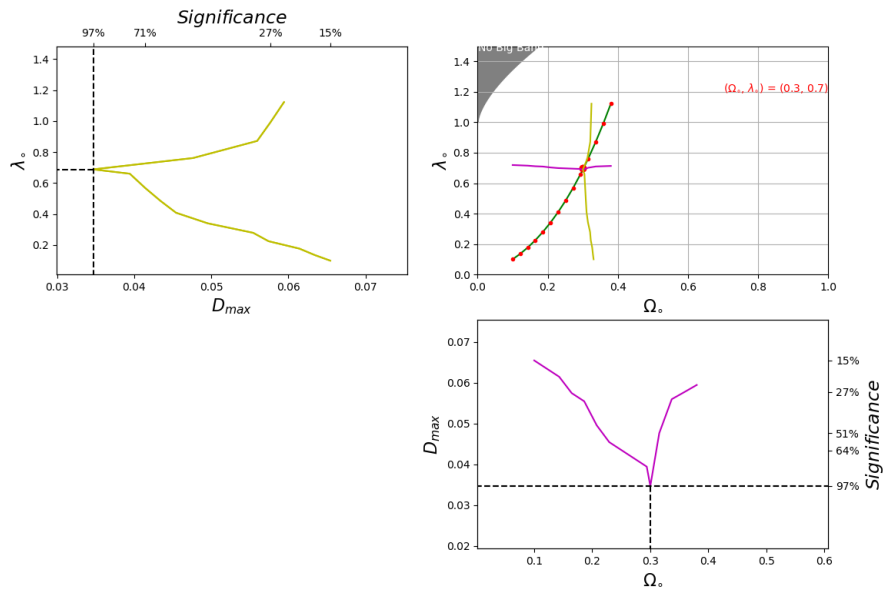 Significance
97% 71% 27% 15%
1.4
1.2
1.0
0.8
0.6
0.4
0.2
λ∘
0.03 0.04 0.05 0.06 0.07
D_max
No Big Bang
(Ω∘, λ∘) = (0.3, 0.7)
1.4
1.2
1.0
0.8
0.6
0.4
0.2
0.0
λ∘
0.0 0.2 0.4 0.6 0.8 1.0
Ω∘
0.07
0.06
0.05
0.04
0.03
0.02
D_max
15%
27%
51%
64%
97%
Significance
0.1 0.2 0.3 0.4 0.5 0.6
Ω∘